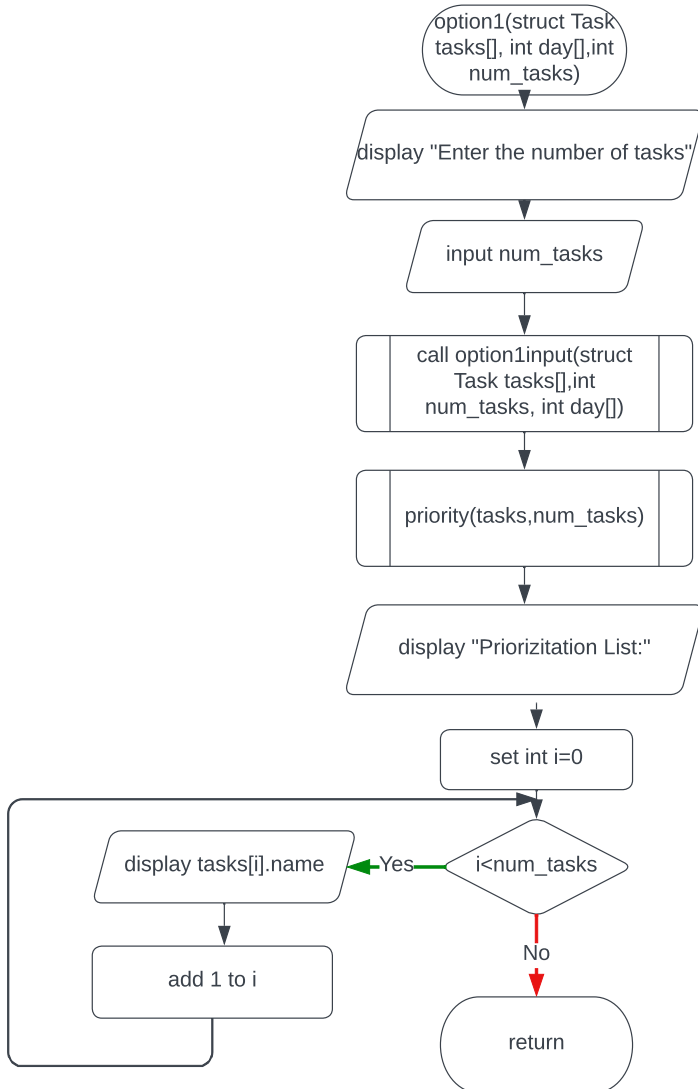 option1(struct Task
tasks[], int day[],int
num_tasks)
display "Enter the number of tasks"
input num_tasks
call option1input(struct
Task tasks[],int
num_tasks, int day[])
priority(tasks,num_tasks)
display "Priorizitation List:"
set int i=0
display tasks[i].name
Yes
i<num_tasks
No
add 1 to i
return